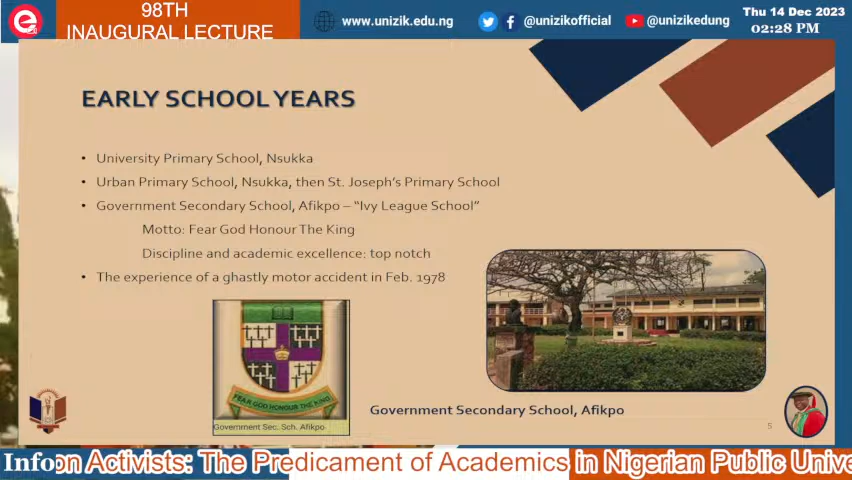 98TH
INAUGURAL LECTURE
www.unizik.edu.ng
@unizikofficial
@unizikedung
Thu 14 Dec 2023
02:28 PM
EARLY SCHOOL YEARS
• University Primary School, Nsukka
• Urban Primary School, Nsukka, then St. Joseph's Primary School
• Government Secondary School, Afikpo – "Ivy League School"
Motto: Fear God Honour The King
Discipline and academic excellence: top notch
• The experience of a ghastly motor accident in Feb. 1978
FEAR GOD HONOUR THE KING
Government Sec. Sch. Afikpo
Government Secondary School, Afikpo
5
Info
on Activists: The Predicament of Academics in Nigerian Public Unive